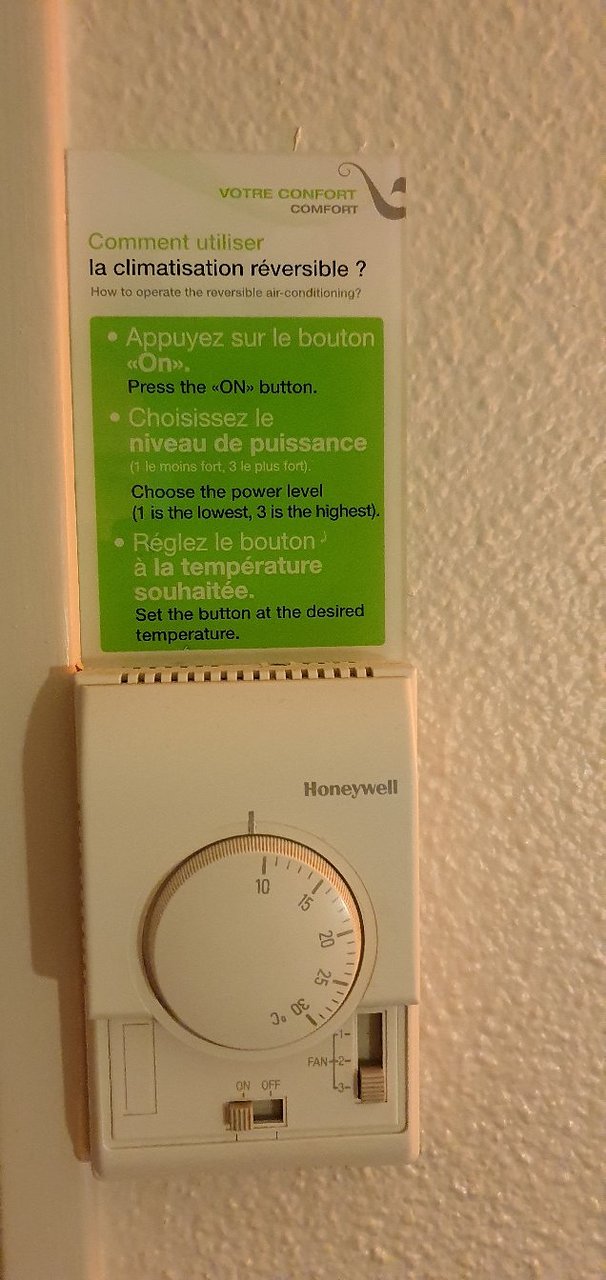 VOTRE CONFORT
COMFORT
Comment utiliser
la climatisation réversible ?
How to operate the reversible air-conditioning?
• Appuyez sur le bouton
«On».
Press the «ON» button.
• Choisissez le
niveau de puissance
(1 le moins fort, 3 le plus fort).
Choose the power level
(1 is the lowest, 3 is the highest).
• Réglez le bouton
à la température
souhaitée.
Set the button at the desired
temperature.
Honeywell
10
15
20
25
30
°C
1
FAN 2
3
ON OFF